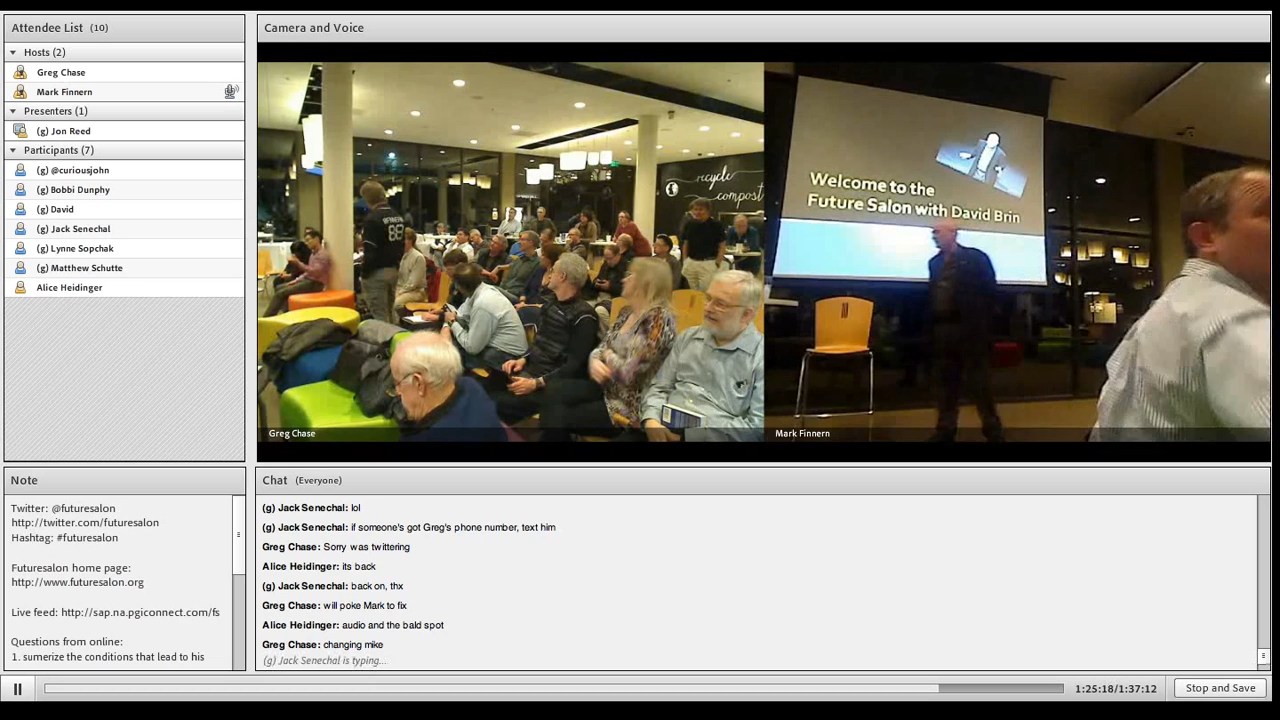 Attendee List (10)
Hosts (2)
Greg Chase
Mark Finnern
Presenters (1)
(g) Jon Reed
Participants (7)
(g) @curiousjohn
(g) Bobbi Dunphy
(g) David
(g) Jack Senechal
(g) Lynne Sopchak
(g) Matthew Schutte
Alice Heidinger
Camera and Voice
recycle
compost
88
Greg Chase
Welcome to the
Future Salon with David Brin
Mark Finnern
Note
Twitter: @futuresalon
http://twitter.com/futuresalon
Hashtag: #futuresalon
Futuresalon home page:
http://www.futuresalon.org
Live feed: http://sap.na.pgiconnect.com/fs
Questions from online:
1. sumerize the conditions that lead to his
Chat (Everyone)
(g) Jack Senechal: lol
(g) Jack Senechal: if someone's got Greg's phone number, text him
Greg Chase: Sorry was twittering
Alice Heidinger: its back
(g) Jack Senechal: back on, thx
Greg Chase: will poke Mark to fix
Alice Heidinger: audio and the bald spot
Greg Chase: changing mike
(g) Jack Senechal is typing...
1:25:18/1:37:12
Stop and Save